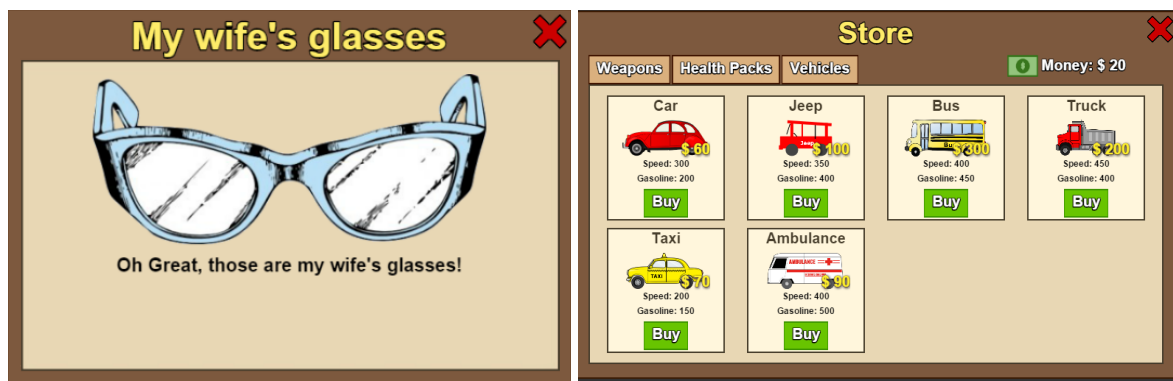 My wife's glasses
Oh Great, those are my wife's glasses!
Store
Weapons Health Packs Vehicles Money: $ 20
Car Jeep Bus Truck
Jeep
$ 60 $ 100 $ 300 $ 200
Speed: 300 Speed: 350 Speed: 400 Speed: 450
Gasoline: 200 Gasoline: 400 Gasoline: 450 Gasoline: 400
Buy Buy Buy Buy
Taxi Ambulance
TAXI AMBULANCE
$ 70 $ 90
Speed: 200 Speed: 400
Gasoline: 150 Gasoline: 500
Buy Buy